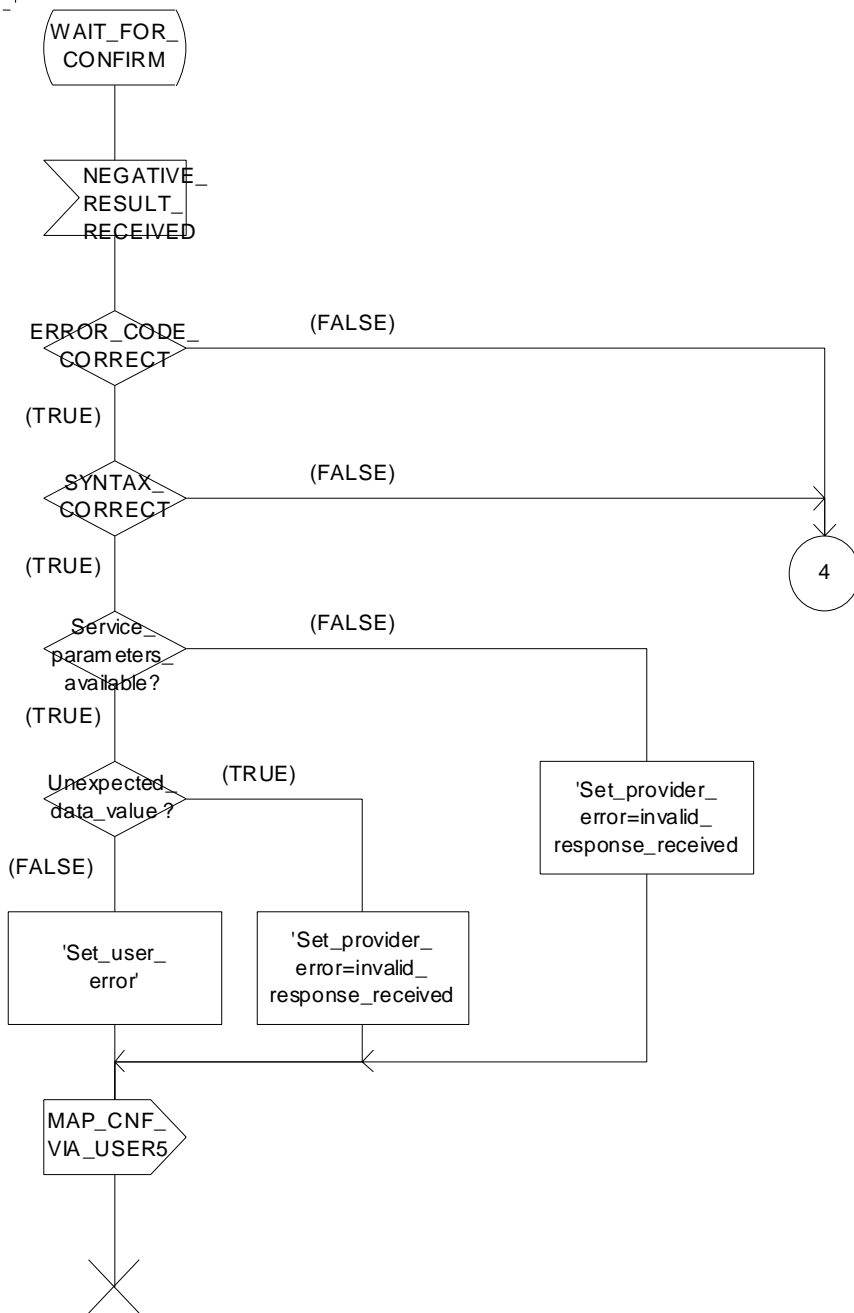 WAIT_FOR_
CONFIRM
NEGATIVE_
RESULT_
RECEIVED
ERROR_CODE_
CORRECT
(FALSE)
(TRUE)
SYNTAX_
CORRECT
(FALSE)
4
(TRUE)
Service_
parameters_
available?
(FALSE)
(TRUE)
Unexpected_
data_value?
(TRUE)
'Set_provider_
error=invalid_
response_received
(FALSE)
'Set_user_
error'
'Set_provider_
error=invalid_
response_received
MAP_CNF_
VIA_USER5